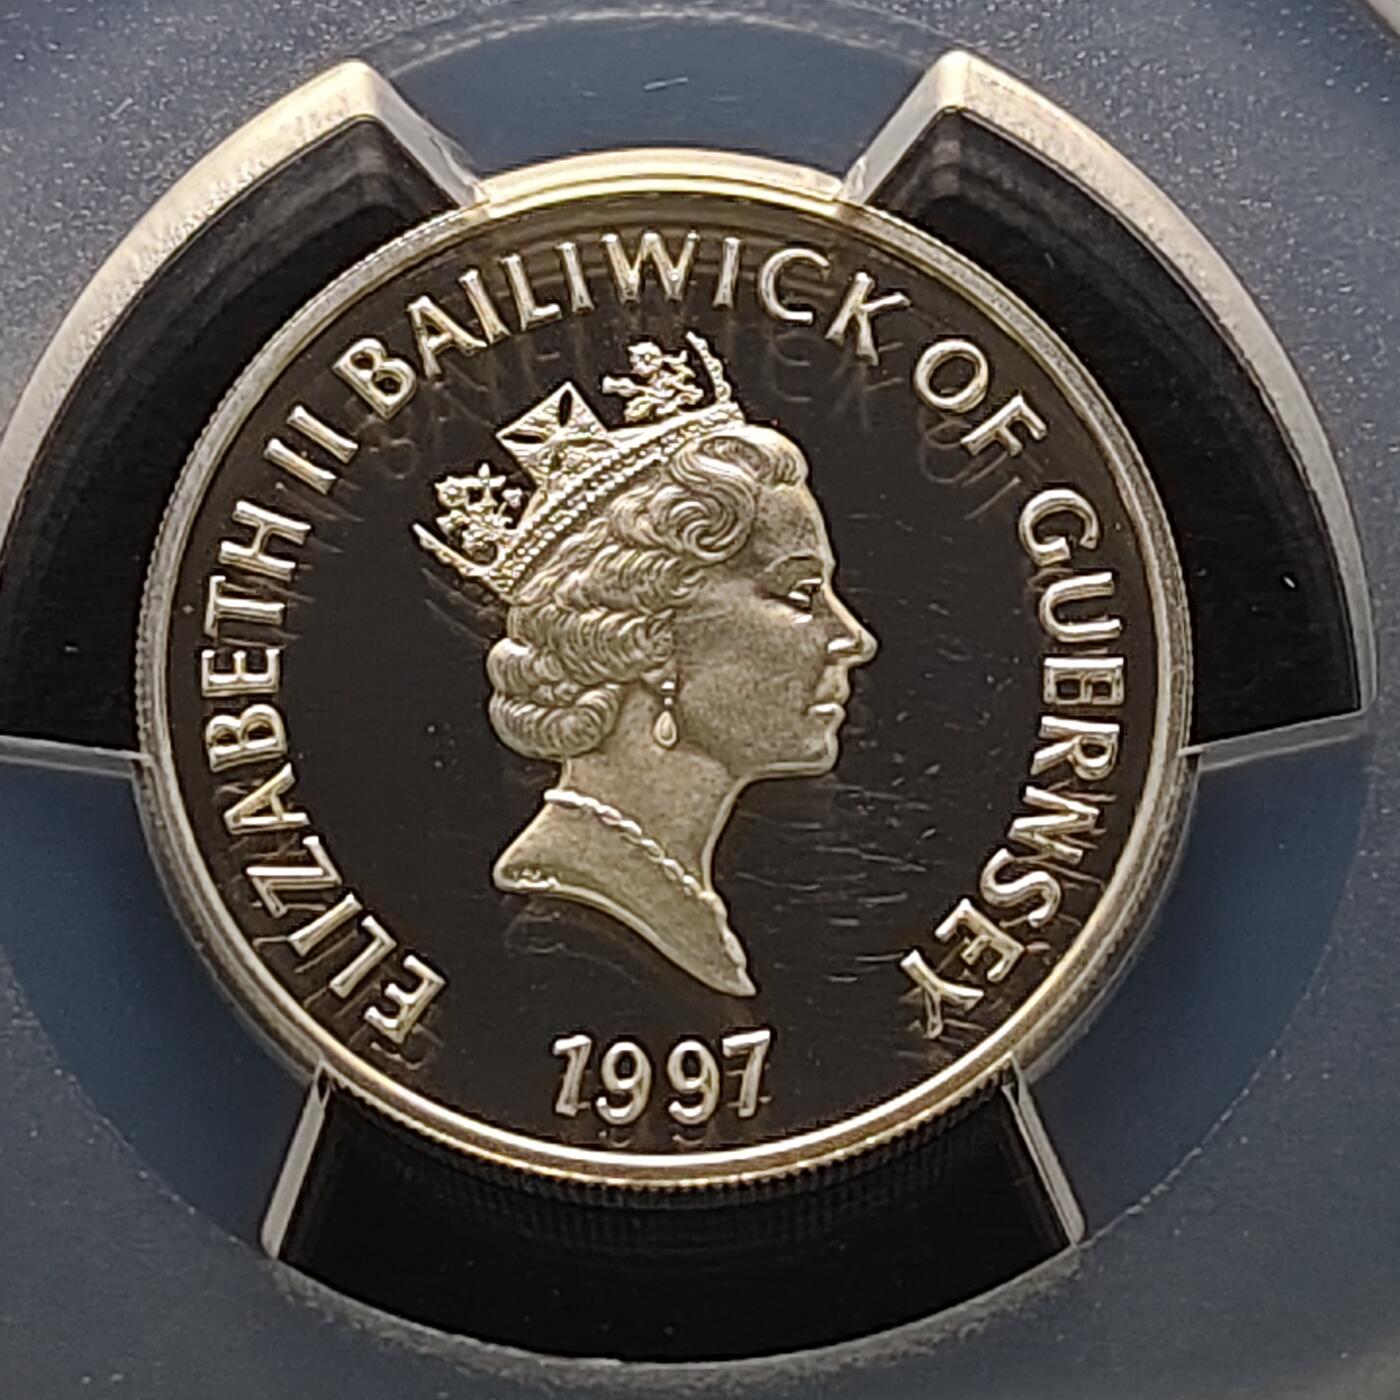 ELIZABETH II BAILIWICK OF GUERNSEY
1997